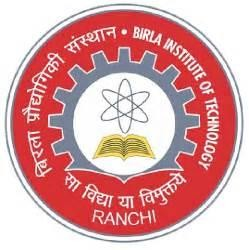 बिरला प्रौद्योगिकी संस्थान • BIRLA INSTITUTE OF TECHNOLOGY
सा विद्या या विमुक्तये
RANCHI